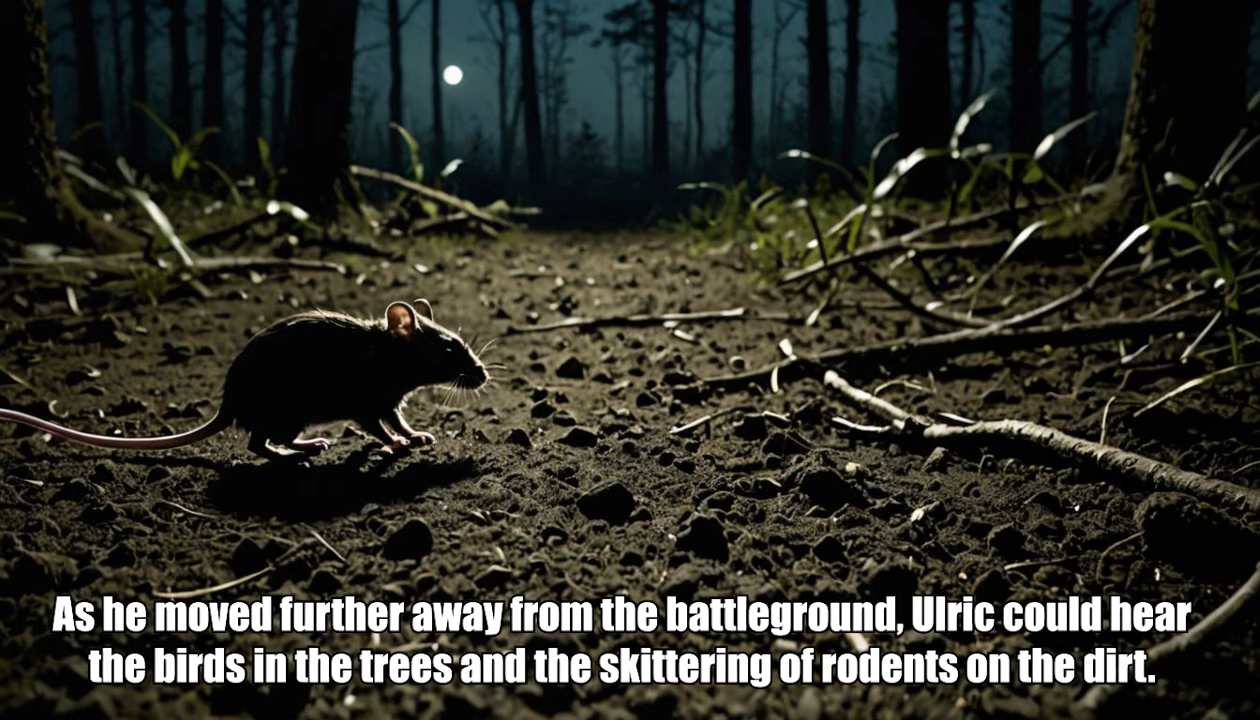 As he moved further away from the battleground, Ulric could hear
the birds in the trees and the skittering of rodents on the dirt.